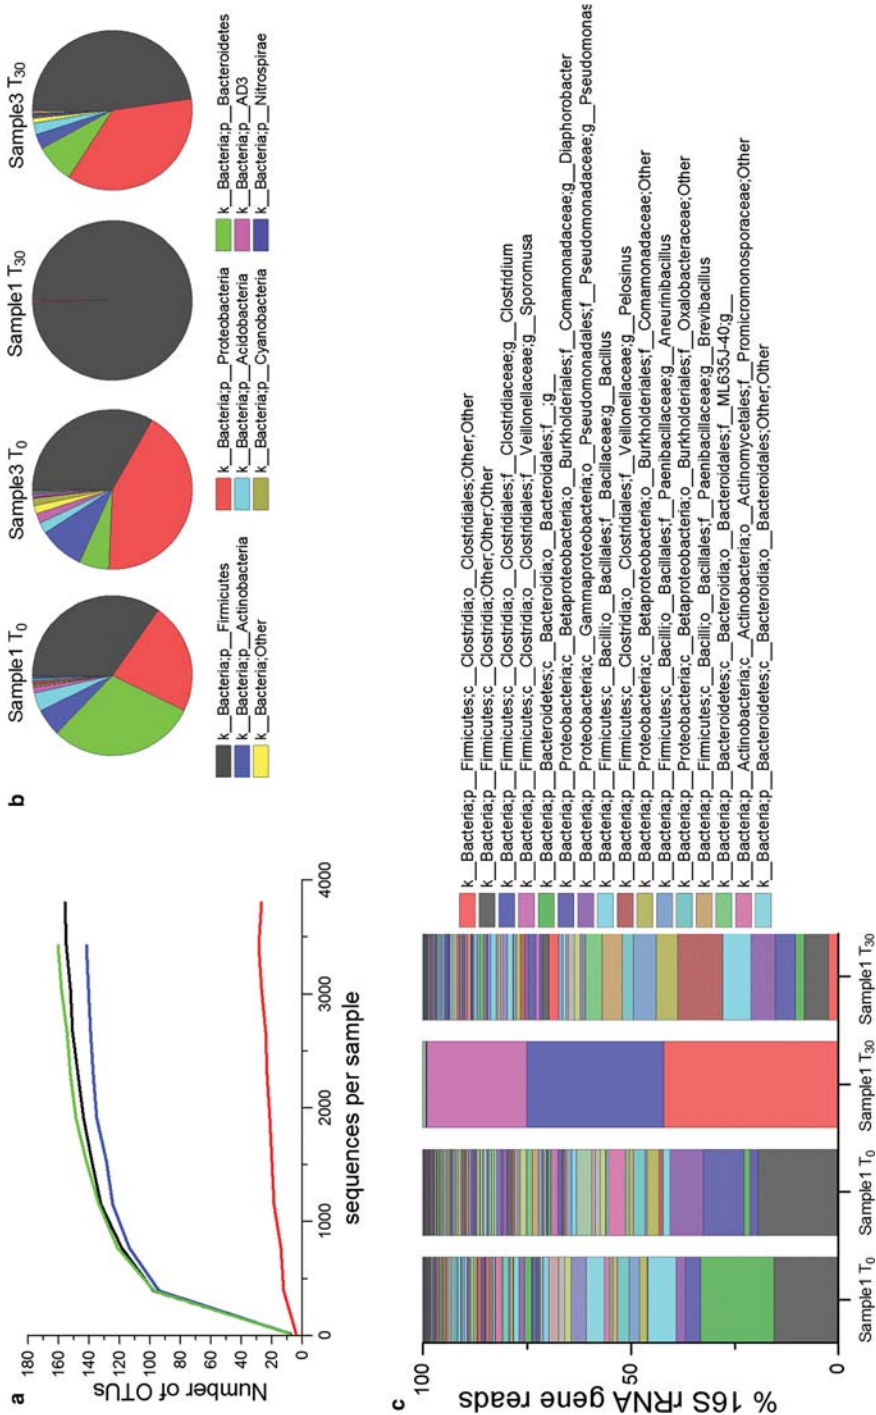 a
180
160
140
120
100
80
60
40
20
0
Number of OTUs
0
1000
2000
3000
4000
sequences per sample
b
Sample1 T0
Sample3 T0
Sample1 T30
Sample3 T30
k__Bacteria;p__Firmicutes
k__Bacteria;p__Proteobacteria
k__Bacteria;p__Bacteroidetes
k__Bacteria;p__Actinobacteria
k__Bacteria;p__Acidobacteria
k__Bacteria;p__AD3
k__Bacteria;Other
k__Bacteria;p__Cyanobacteria
k__Bacteria;p__Nitrospirae
c
100
50
0
% 16S rRNA gene reads
Sample1 T0
Sample1 T0
Sample1 T30
Sample1 T30
k__Bacteria;p__Firmicutes;c__Clostridia;o__Clostridiales;Other;Other
k__Bacteria;p__Firmicutes;c__Clostridia;Other;Other;Other
k__Bacteria;p__Firmicutes;c__Clostridia;o__Clostridiales;f__Clostridiaceae;g__Clostridium
k__Bacteria;p__Firmicutes;c__Clostridia;o__Clostridiales;f__Veillonellaceae;g__Sporomusa
k__Bacteria;p__Bacteroidetes;c__Bacteroidia;o__Bacteroidales;f__;g__
k__Bacteria;p__Proteobacteria;c__Betaproteobacteria;o__Burkholderiales;f__Comamonadaceae;g__Diaphorobacter
k__Bacteria;p__Proteobacteria;c__Gammaproteobacteria;o__Pseudomonadales;f__Pseudomonadaceae;g__Pseudomonas
k__Bacteria;p__Firmicutes;c__Bacilli;o__Bacillales;f__Bacillaceae;g__Bacillus
k__Bacteria;p__Firmicutes;c__Clostridia;o__Clostridiales;f__Veillonellaceae;g__Pelosinus
k__Bacteria;p__Proteobacteria;c__Betaproteobacteria;o__Burkholderiales;f__Comamonadaceae;Other
k__Bacteria;p__Firmicutes;c__Bacilli;o__Bacillales;f__Paenibacillaceae;g__Aneurinibacillus
k__Bacteria;p__Proteobacteria;c__Betaproteobacteria;o__Burkholderiales;f__Oxalobacteraceae;Other
k__Bacteria;p__Firmicutes;c__Bacilli;o__Bacillales;f__Paenibacillaceae;g__Brevibacillus
k__Bacteria;p__Bacteroidetes;c__Bacteroidia;o__Bacteroidales;f__ML635J-40;g__
k__Bacteria;p__Actinobacteria;c__Actinobacteria;o__Actinomycetales;f__Promicromonosporaceae;Other
k__Bacteria;p__Bacteroidetes;c__Bacteroidia;o__Bacteroidales;Other;Other